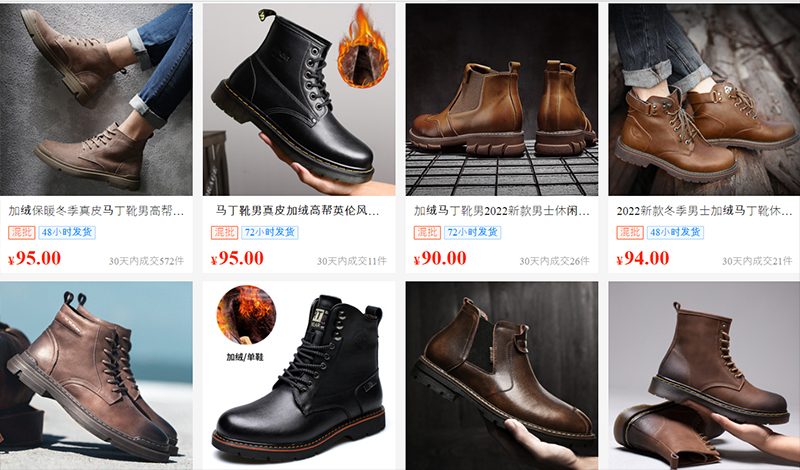 加绒保暖冬季真皮马丁靴男高帮…
马丁靴男真皮加绒高帮英伦风…
加绒马丁靴男2022新款男士休闲…
2022新款冬季男士加绒马丁靴休…
混批 48小时发货
混批 72小时发货
混批 72小时发货
混批 48小时发货
¥95.00 30天内成交572件
¥95.00 30天内成交11件
¥90.00 30天内成交26件
¥94.00 30天内成交21件
加绒/单鞋